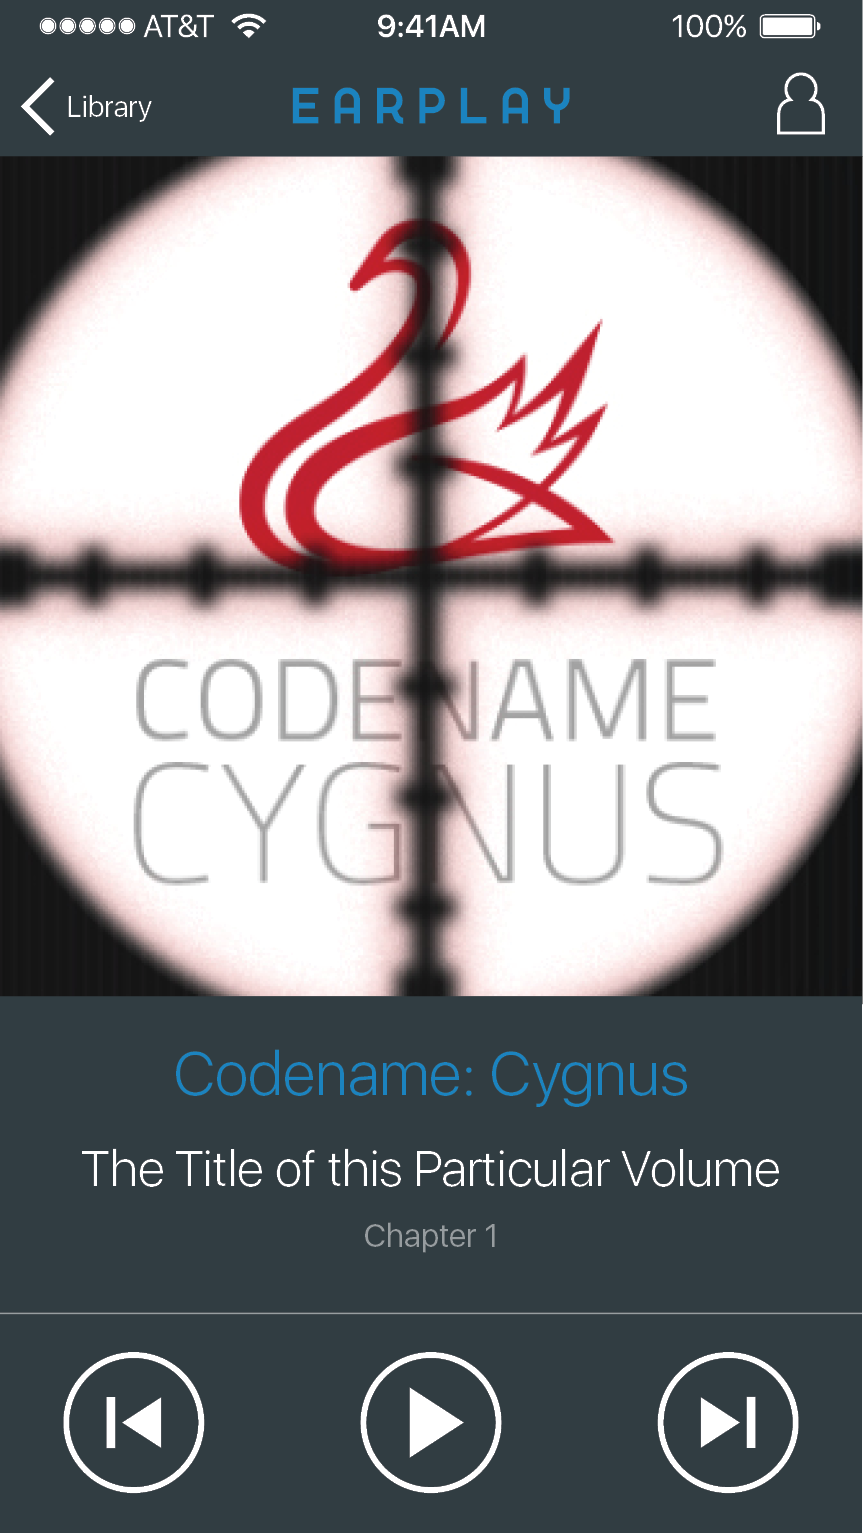 AT&T 9:41AM 100%
Library EARPLAY
CODENAME
CYGNUS
Codename: Cygnus
The Title of this Particular Volume
Chapter 1